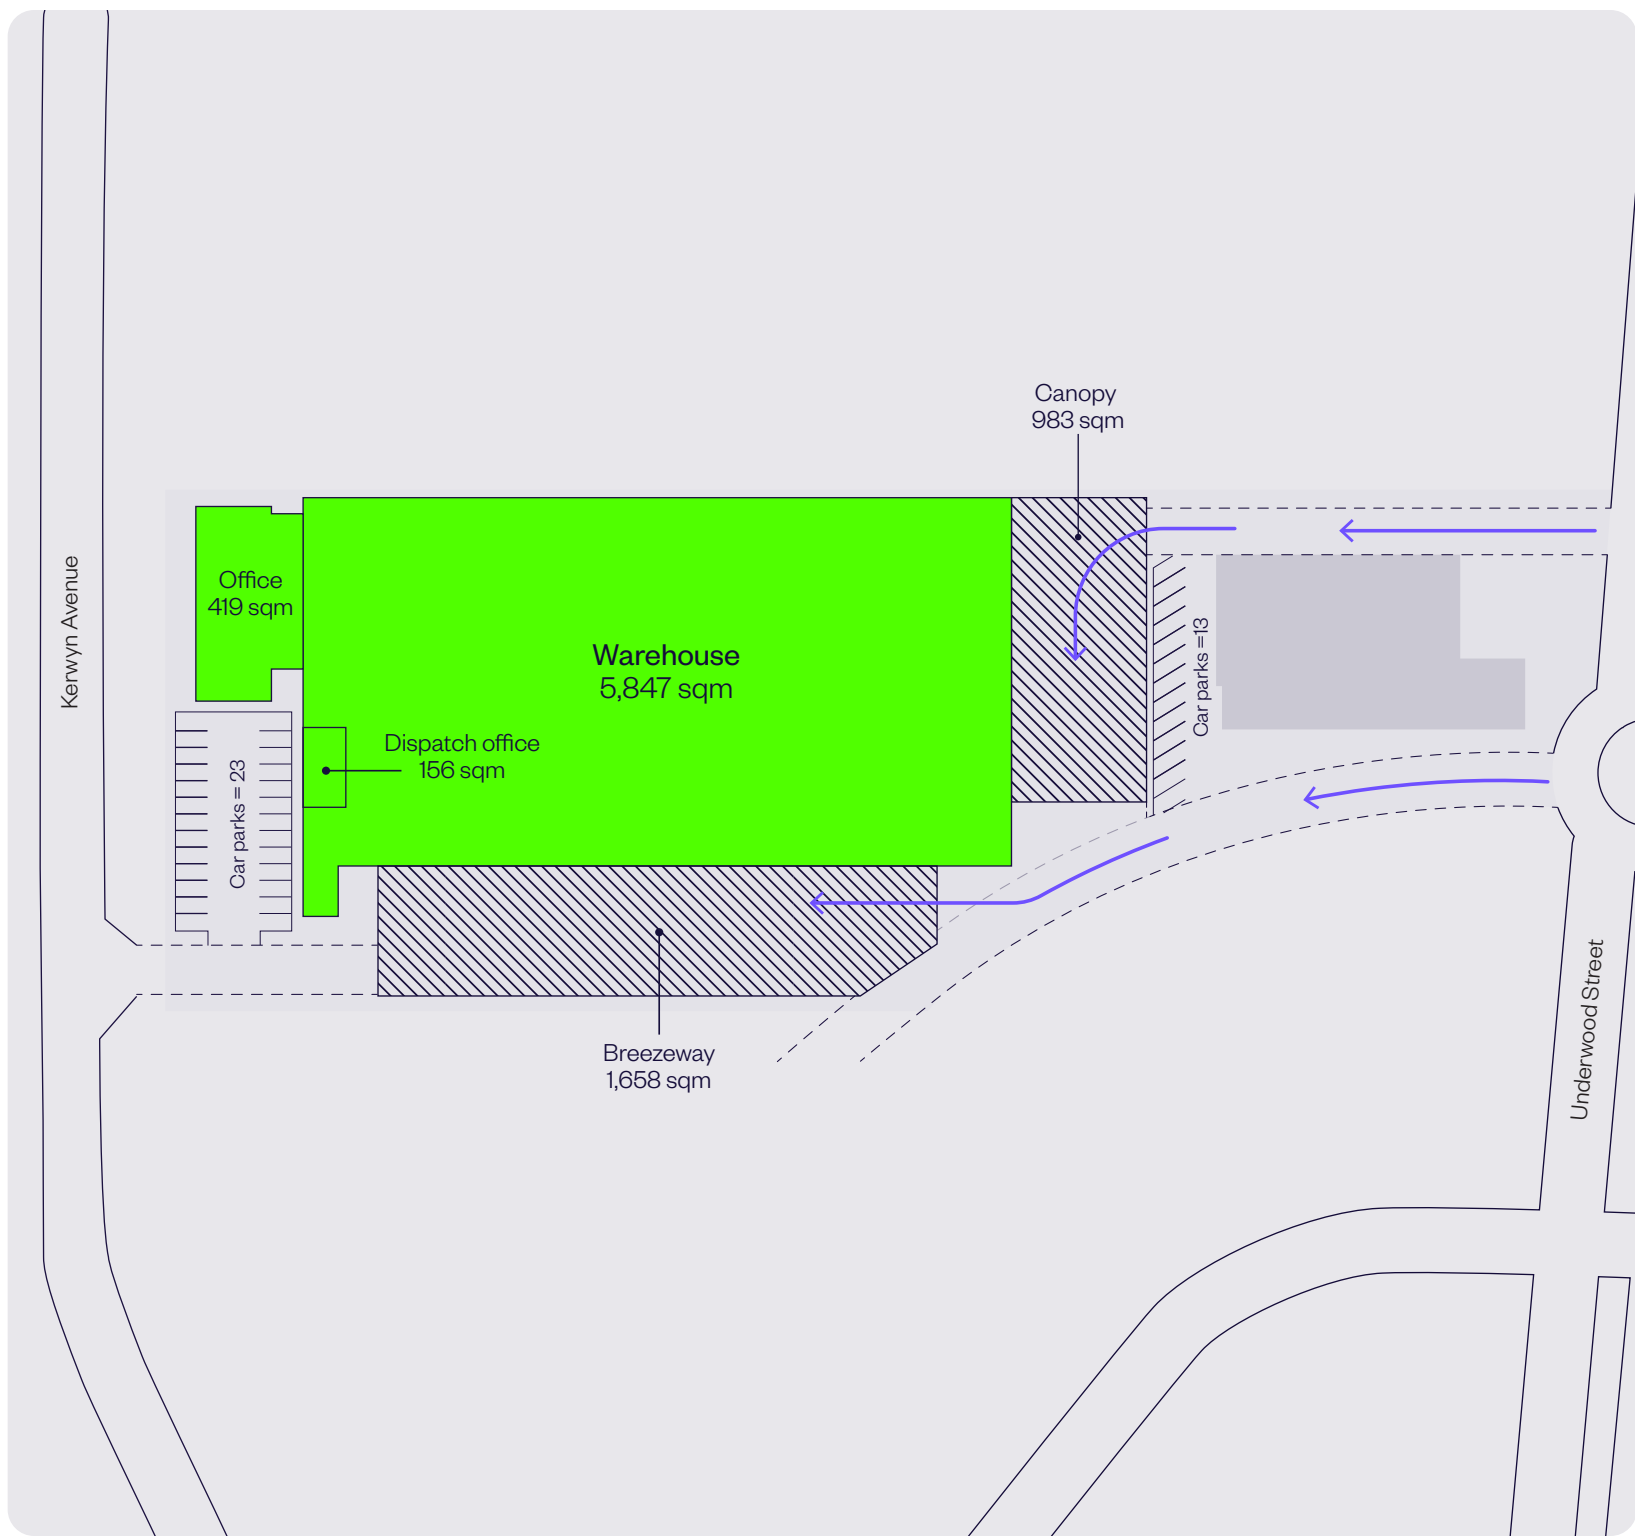 Canopy
983 sqm
Office
419 sqm
Kerwyn Avenue
Warehouse
5,847 sqm
Car parks =13
Dispatch office
156 sqm
Car parks = 23
Underwood Street
Breezeway
1,658 sqm